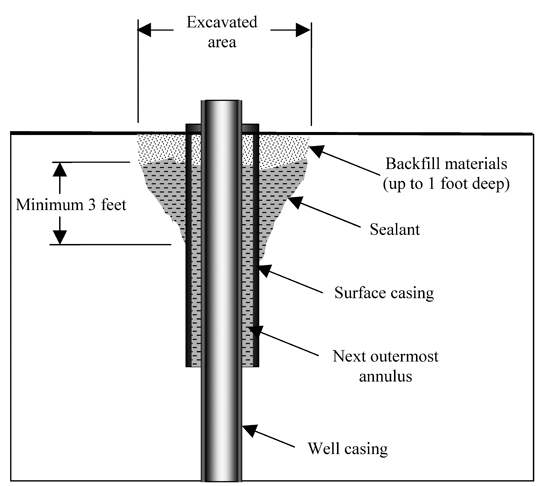 Excavated
area
Backfill materials
(up to 1 foot deep)
Minimum 3 feet
Sealant
Surface casing
Next outermost
annulus
Well casing